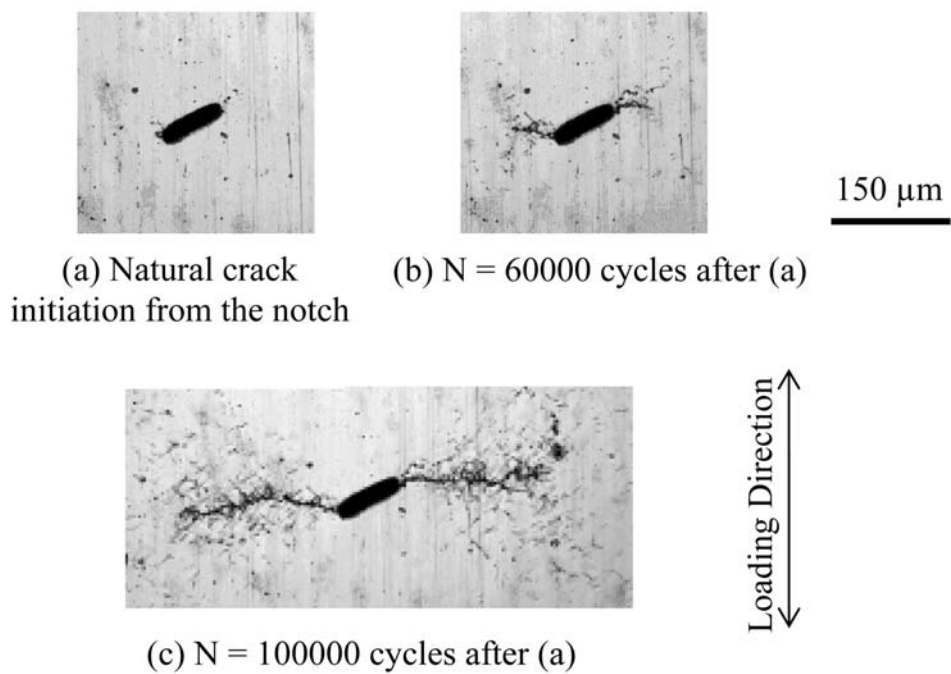 150 µm
(a) Natural crack
initiation from the notch
(b) N = 60000 cycles after (a)
Loading Direction
(c) N = 100000 cycles after (a)